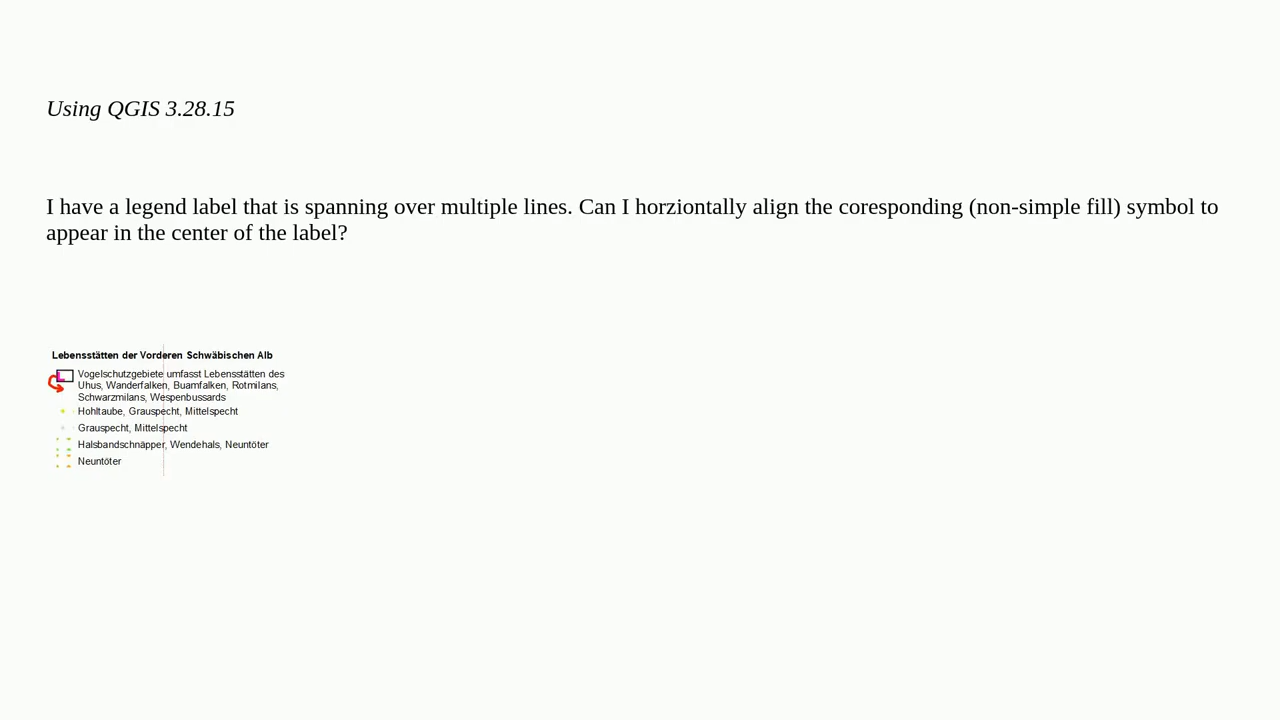 Using QGIS 3.28.15
I have a legend label that is spanning over multiple lines. Can I horziontally align the coresponding (non-simple fill) symbol to
appear in the center of the label?
Lebensstätten der Vorderen Schwäbischen Alb
Vogelschutzgebiete umfasst Lebensstätten des
Uhus, Wanderfalken, Buamfalken, Rotmilans,
Schwarzmilans, Wespenbussards
Hohltaube, Grauspecht, Mittelspecht
Grauspecht, Mittelspecht
Halsbandschnäpper, Wendehals, Neuntöter
Neuntöter